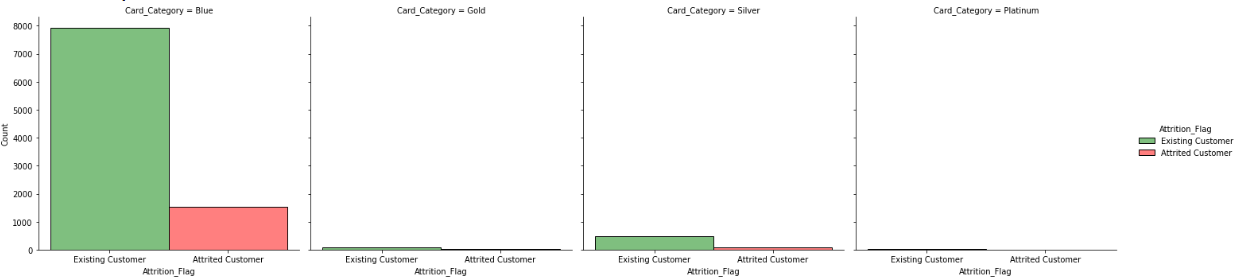 Card_Category = Blue
Card_Category = Gold
Card_Category = Silver
Card_Category = Platinum
Count
8000
7000
6000
5000
4000
3000
2000
1000
0
Existing Customer
Attrited Customer
Attrition_Flag
Existing Customer
Attrited Customer
Attrition_Flag
Existing Customer
Attrited Customer
Attrition_Flag
Existing Customer
Attrited Customer
Attrition_Flag
Attrition_Flag
Existing Customer
Attrited Customer